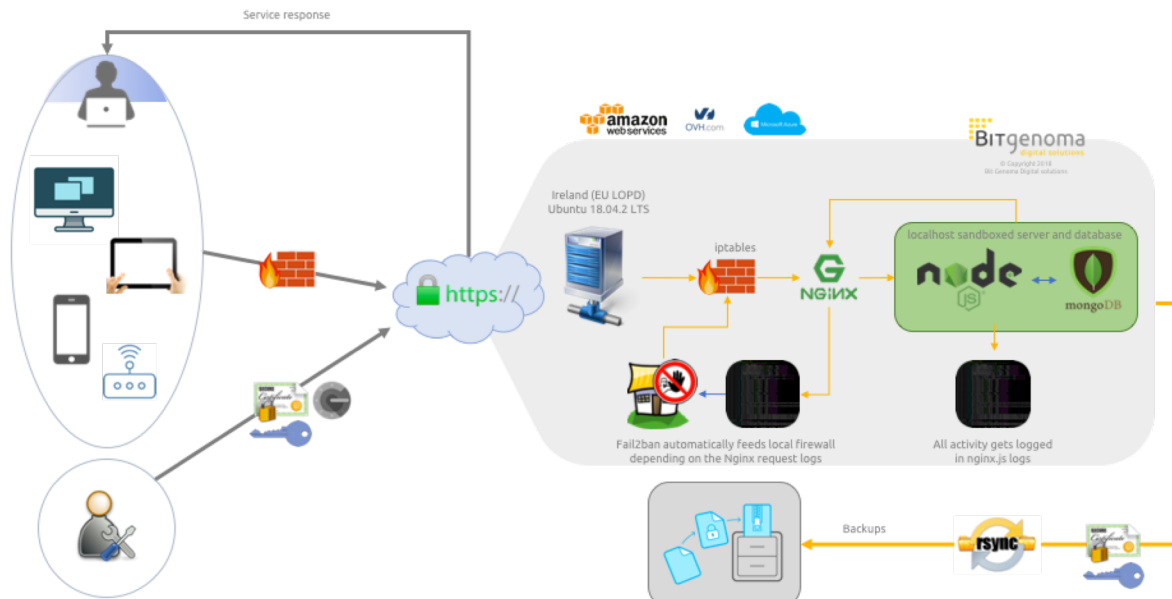 Service response
amazon
web services
OVH.com
Microsoft Azure
BITgenoma
digital solutions
© Copyright 2018
Bit Genoma Digital solutions
Ireland (EU LOPD)
Ubuntu 18.04.2 LTS
iptables
localhost sandboxed server and database
https://
NGINX
node
JS
mongoDB
Fail2ban automatically feeds local firewall
depending on the Nginx request logs
All activity gets logged
in nginx.js logs
Certificate
Backups
rsync
Certificate